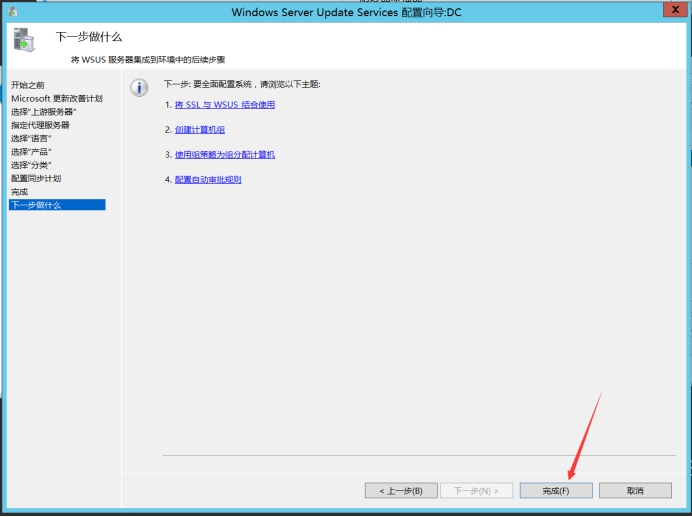 Windows Server Update Services 配置向导:DC
下一步做什么
将 WSUS 服务器集成到环境中的后续步骤
开始之前
Microsoft 更新改善计划
选择"上游服务器"
指定代理服务器
选择"语言"
选择"产品"
选择"分类"
配置同步计划
完成
下一步做什么
下一步: 要全面配置系统，请浏览以下主题:
1. 将 SSL 与 WSUS 结合使用
2. 创建计算机组
3. 使用组策略为组分配计算机
4. 配置自动审批规则
< 上一步(B)
下一步(N) >
完成(F)
取消